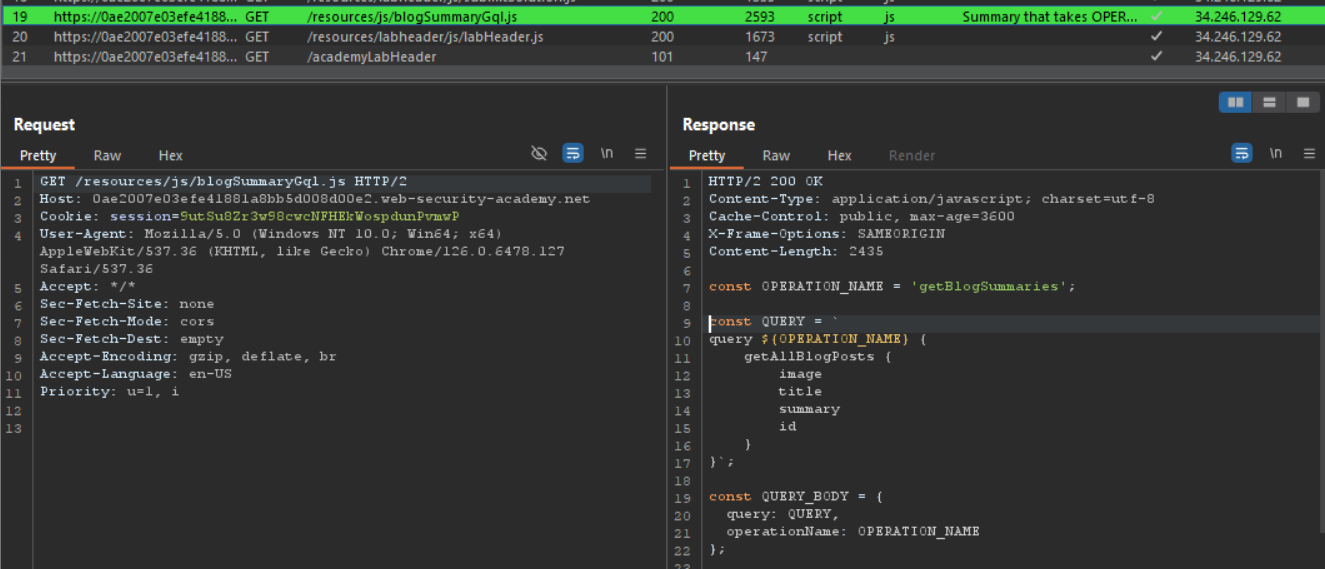 19 https://0ae2007e03efe4188... GET /resources/js/blogSummaryGql.js 200 2593 script js Summary that takes OPER... 34.246.129.62
20 https://0ae2007e03efe4188... GET /resources/labheader/js/labHeader.js 200 1673 script js 34.246.129.62
21 https://0ae2007e03efe4188... GET /academyLabHeader 101 147 34.246.129.62
Request
Pretty Raw Hex \n
1 GET /resources/js/blogSummaryGql.js HTTP/2
2 Host: 0ae2007e03efe41881a8bb5d008d00e2.web-security-academy.net
3 Cookie: session=9utSu8Zr3w98cwcNFHEkWospdunPvmwP
4 User-Agent: Mozilla/5.0 (Windows NT 10.0; Win64; x64)
AppleWebKit/537.36 (KHTML, like Gecko) Chrome/126.0.6478.127
Safari/537.36
5 Accept: */*
6 Sec-Fetch-Site: none
7 Sec-Fetch-Mode: cors
8 Sec-Fetch-Dest: empty
9 Accept-Encoding: gzip, deflate, br
10 Accept-Language: en-US
11 Priority: u=1, i
12
13
Response
Pretty Raw Hex Render \n
1 HTTP/2 200 OK
2 Content-Type: application/javascript; charset=utf-8
3 Cache-Control: public, max-age=3600
4 X-Frame-Options: SAMEORIGIN
5 Content-Length: 2435
6
7 const OPERATION_NAME = 'getBlogSummaries';
8
9 const QUERY = `
10 query ${OPERATION_NAME} {
11 getAllBlogPosts {
12 image
13 title
14 summary
15 id
16 }
17 }`;
18
19 const QUERY_BODY = {
20 query: QUERY,
21 operationName: OPERATION_NAME
22 };
23